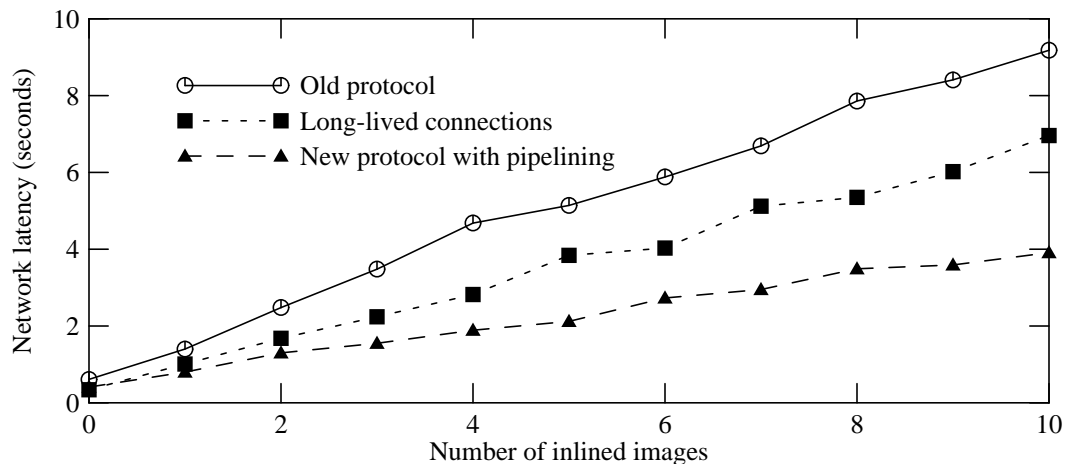 10
8
6
4
2
0
Network latency (seconds)
Old protocol
Long-lived connections
New protocol with pipelining
0 2 4 6 8 10
Number of inlined images